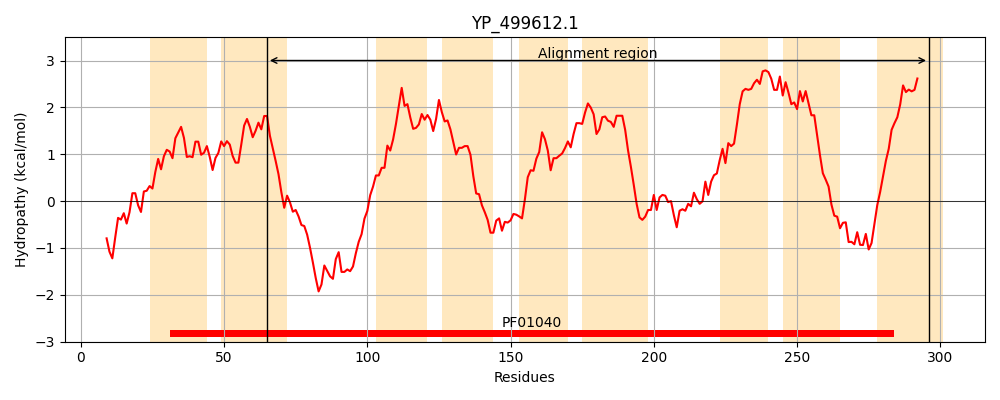 YP_499612.1
Alignment region
Hydropathy (kcal/mol)
3
2
1
0
−1
−2
−3
PF01040
0
50
100
150
200
250
300
Residues